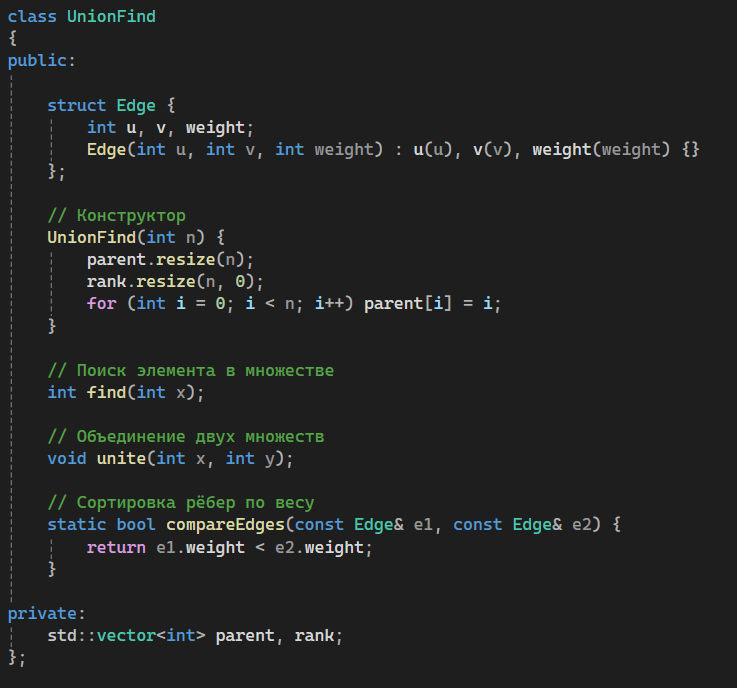 class UnionFind
{
public:
struct Edge {
int u, v, weight;
Edge(int u, int v, int weight) : u(u), v(v), weight(weight) {}
};
// Конструктор
UnionFind(int n) {
parent.resize(n);
rank.resize(n, 0);
for (int i = 0; i < n; i++) parent[i] = i;
}
// Поиск элемента в множестве
int find(int x);
// Объединение двух множеств
void unite(int x, int y);
// Сортировка рёбер по весу
static bool compareEdges(const Edge& e1, const Edge& e2) {
return e1.weight < e2.weight;
}
private:
std::vector<int> parent, rank;
};